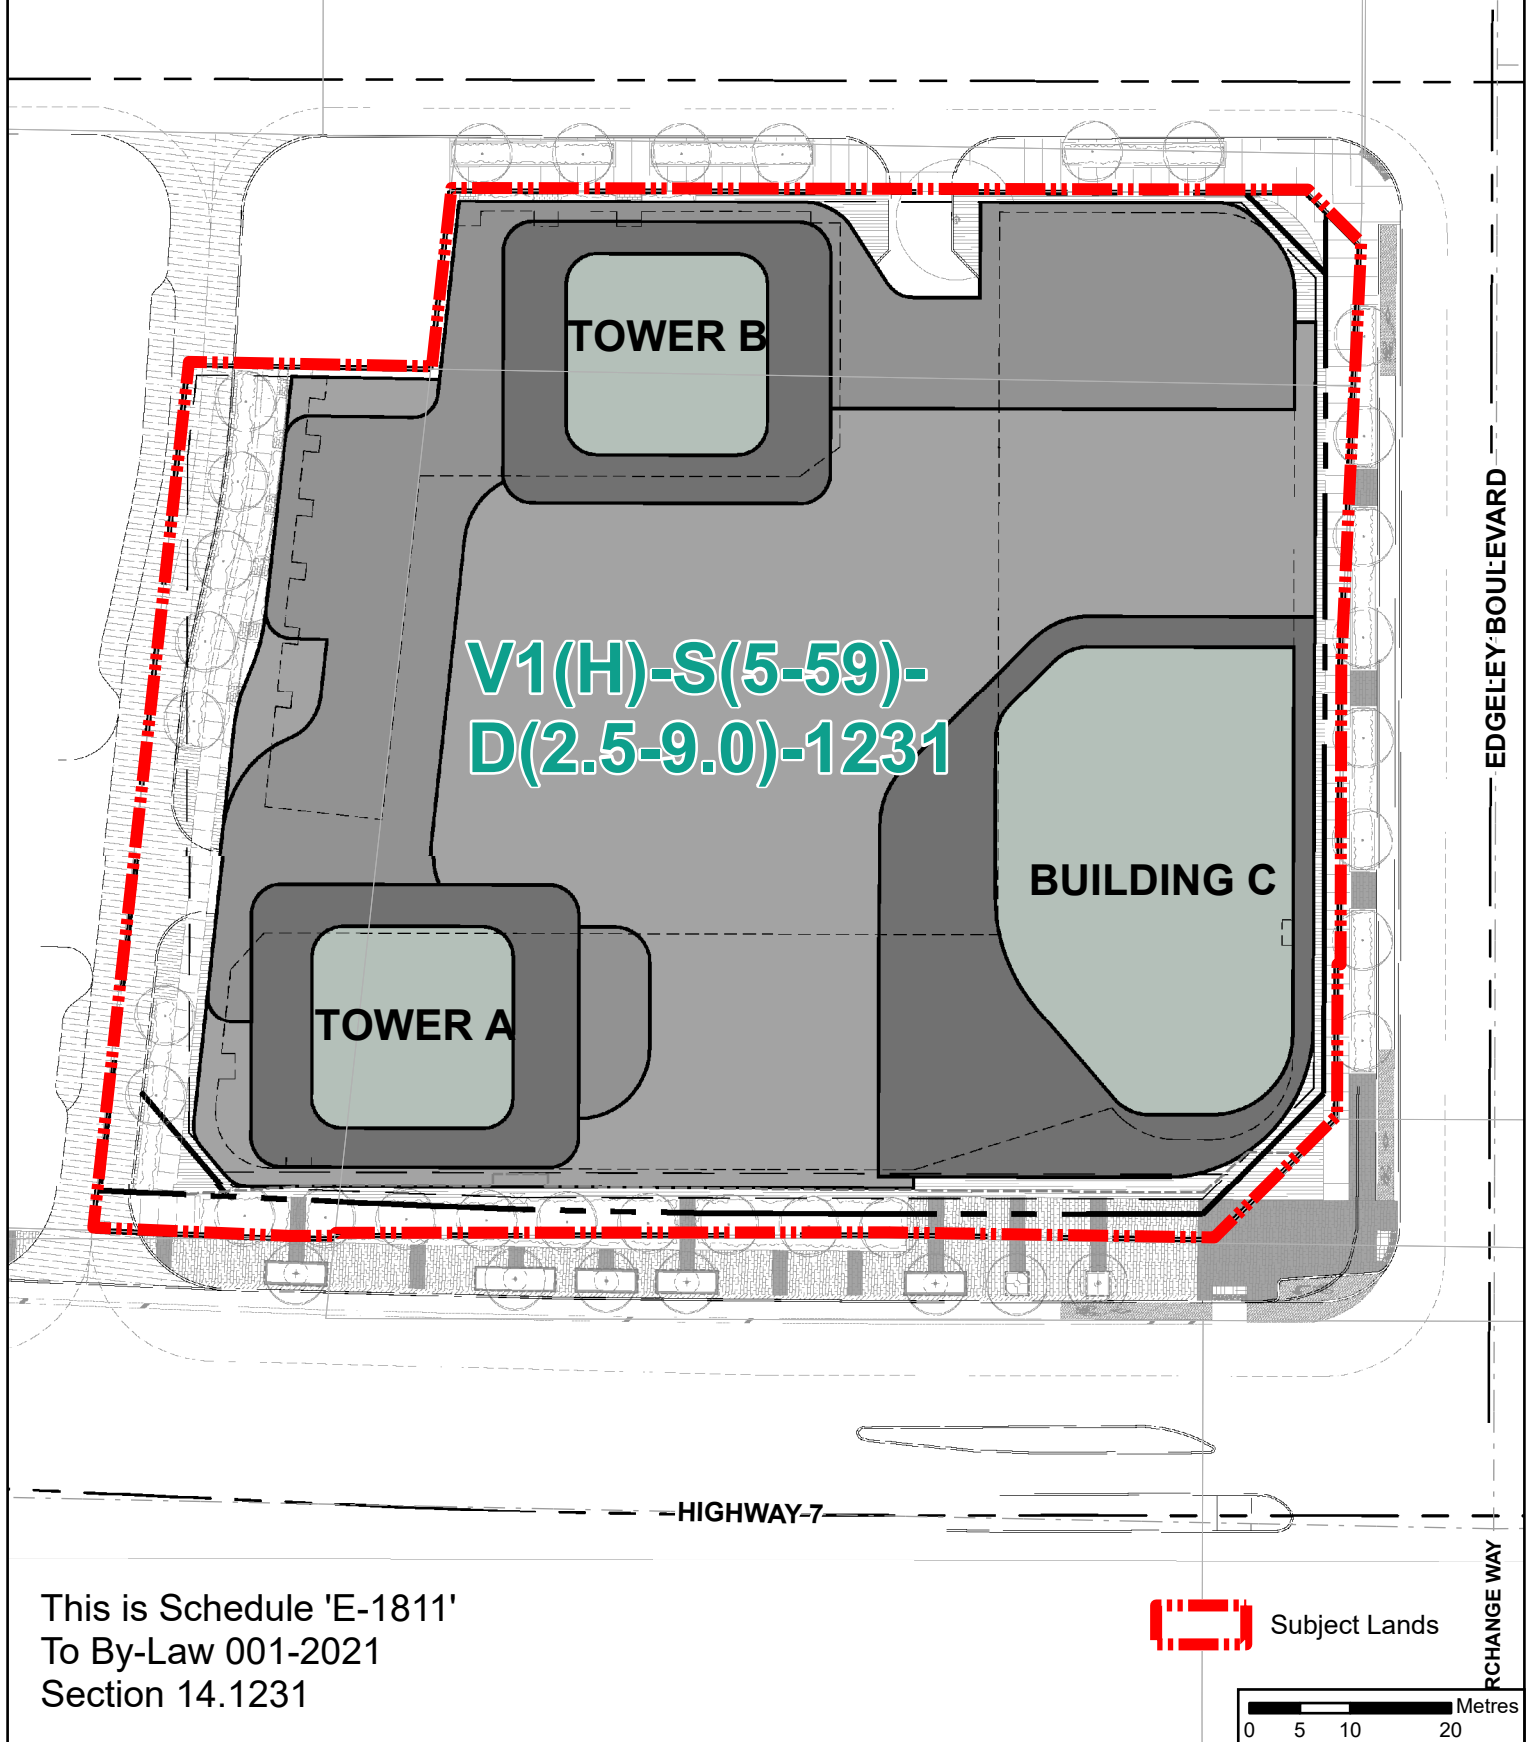 TOWER B
EDGELEY BOULEVARD
V1(H)-S(5-59)-
D(2.5-9.0)-1231
BUILDING C
TOWER A
HIGHWAY 7
RCHANGE WAY
This is Schedule 'E-1811'
To By-Law 001-2021
Section 14.1231
Subject Lands
Metres
0 5 10 20